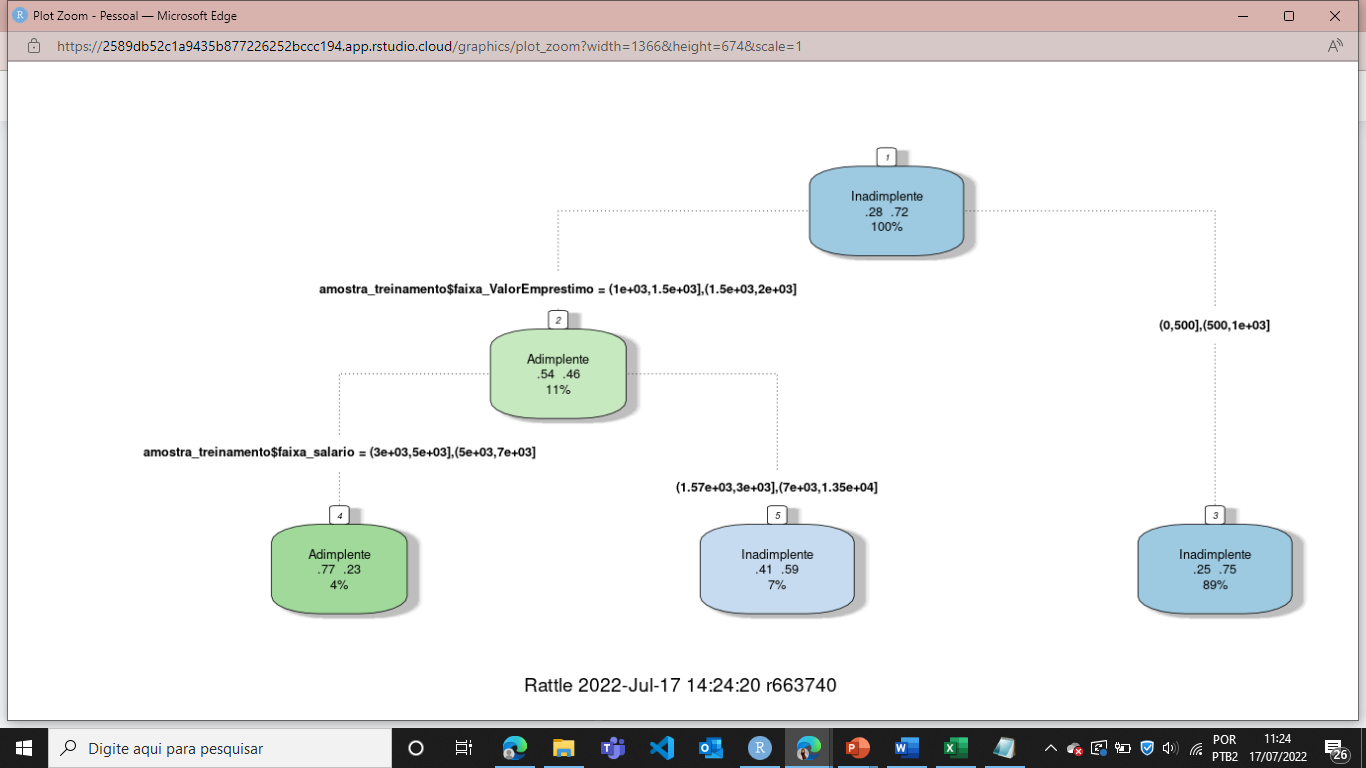 Plot Zoom - Pessoal — Microsoft Edge
https://2589db52c1a9435b877226252bccc194.app.rstudio.cloud/graphics/plot_zoom?width=1366&height=674&scale=1
1
Inadimplente
.28 .72
100%
amostra_treinamento$faixa_ValorEmprestimo = (1e+03,1.5e+03],(1.5e+03,2e+03]
(0,500],(500,1e+03]
2
Adimplente
.54 .46
11%
amostra_treinamento$faixa_salario = (3e+03,5e+03],(5e+03,7e+03]
(1.57e+03,3e+03],(7e+03,1.35e+04]
4
Adimplente
.77 .23
4%
5
Inadimplente
.41 .59
7%
3
Inadimplente
.25 .75
89%
Rattle 2022-Jul-17 14:24:20 r663740
Digite aqui para pesquisar
POR
PTB2
11:24
17/07/2022
26